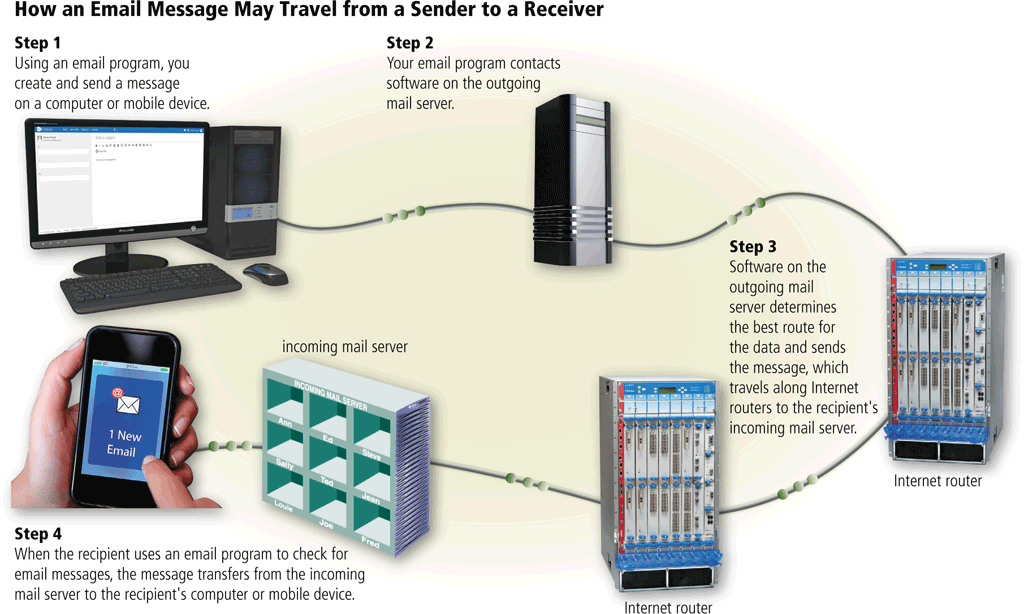 How an Email Message May Travel from a Sender to a Receiver
Step 1
Using an email program, you
create and send a message
on a computer or mobile device.
Step 2
Your email program contacts
software on the outgoing
mail server.
Step 3
Software on the
outgoing mail
server determines
the best route for
the data and sends
the message, which
travels along Internet
routers to the recipient's
incoming mail server.
Internet router
Internet router
incoming mail server
INCOMING MAIL SERVER
Ann
Ed
Steve
Sally
Ted
Jean
Louie
Joe
Fred
@
1 New
Email
Step 4
When the recipient uses an email program to check for
email messages, the message transfers from the incoming
mail server to the recipient's computer or mobile device.